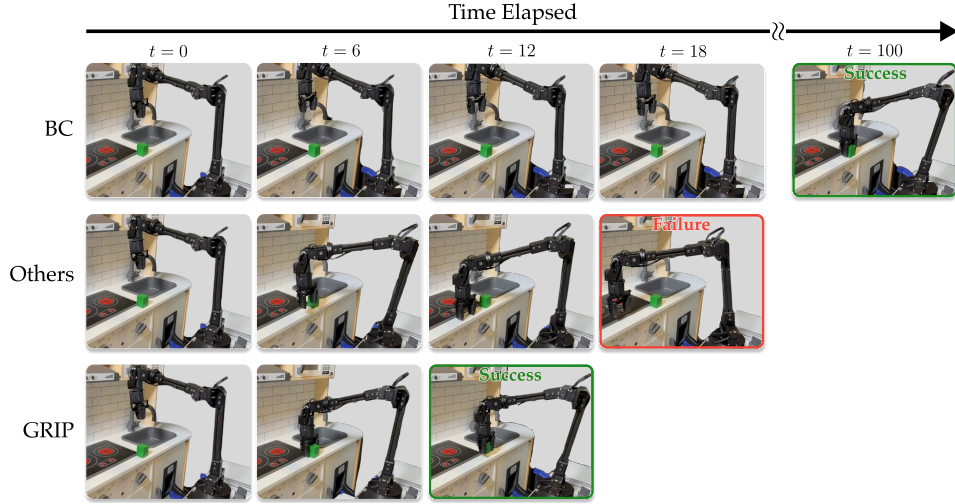 Time Elapsed
t = 0 t = 6 t = 12 t = 18 t = 100
BC
Success
Others
Failure
GRIP
Success